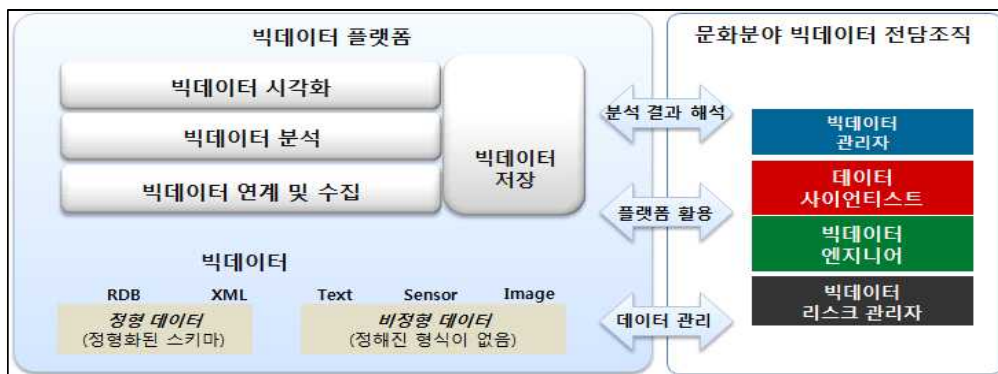 빅데이터 플랫폼
빅데이터 시각화
빅데이터 분석
빅데이터 연계 및 수집
빅데이터
저장
빅데이터
RDB XML Text Sensor Image
정형 데이터
(정형화된 스키마)
비정형 데이터
(정해진 형식이 없음)
분석 결과 해석
플랫폼 활용
데이터 관리
문화분야 빅데이터 전담조직
빅데이터
관리자
데이터
사이언티스트
빅데이터
엔지니어
빅데이터
리스크 관리자